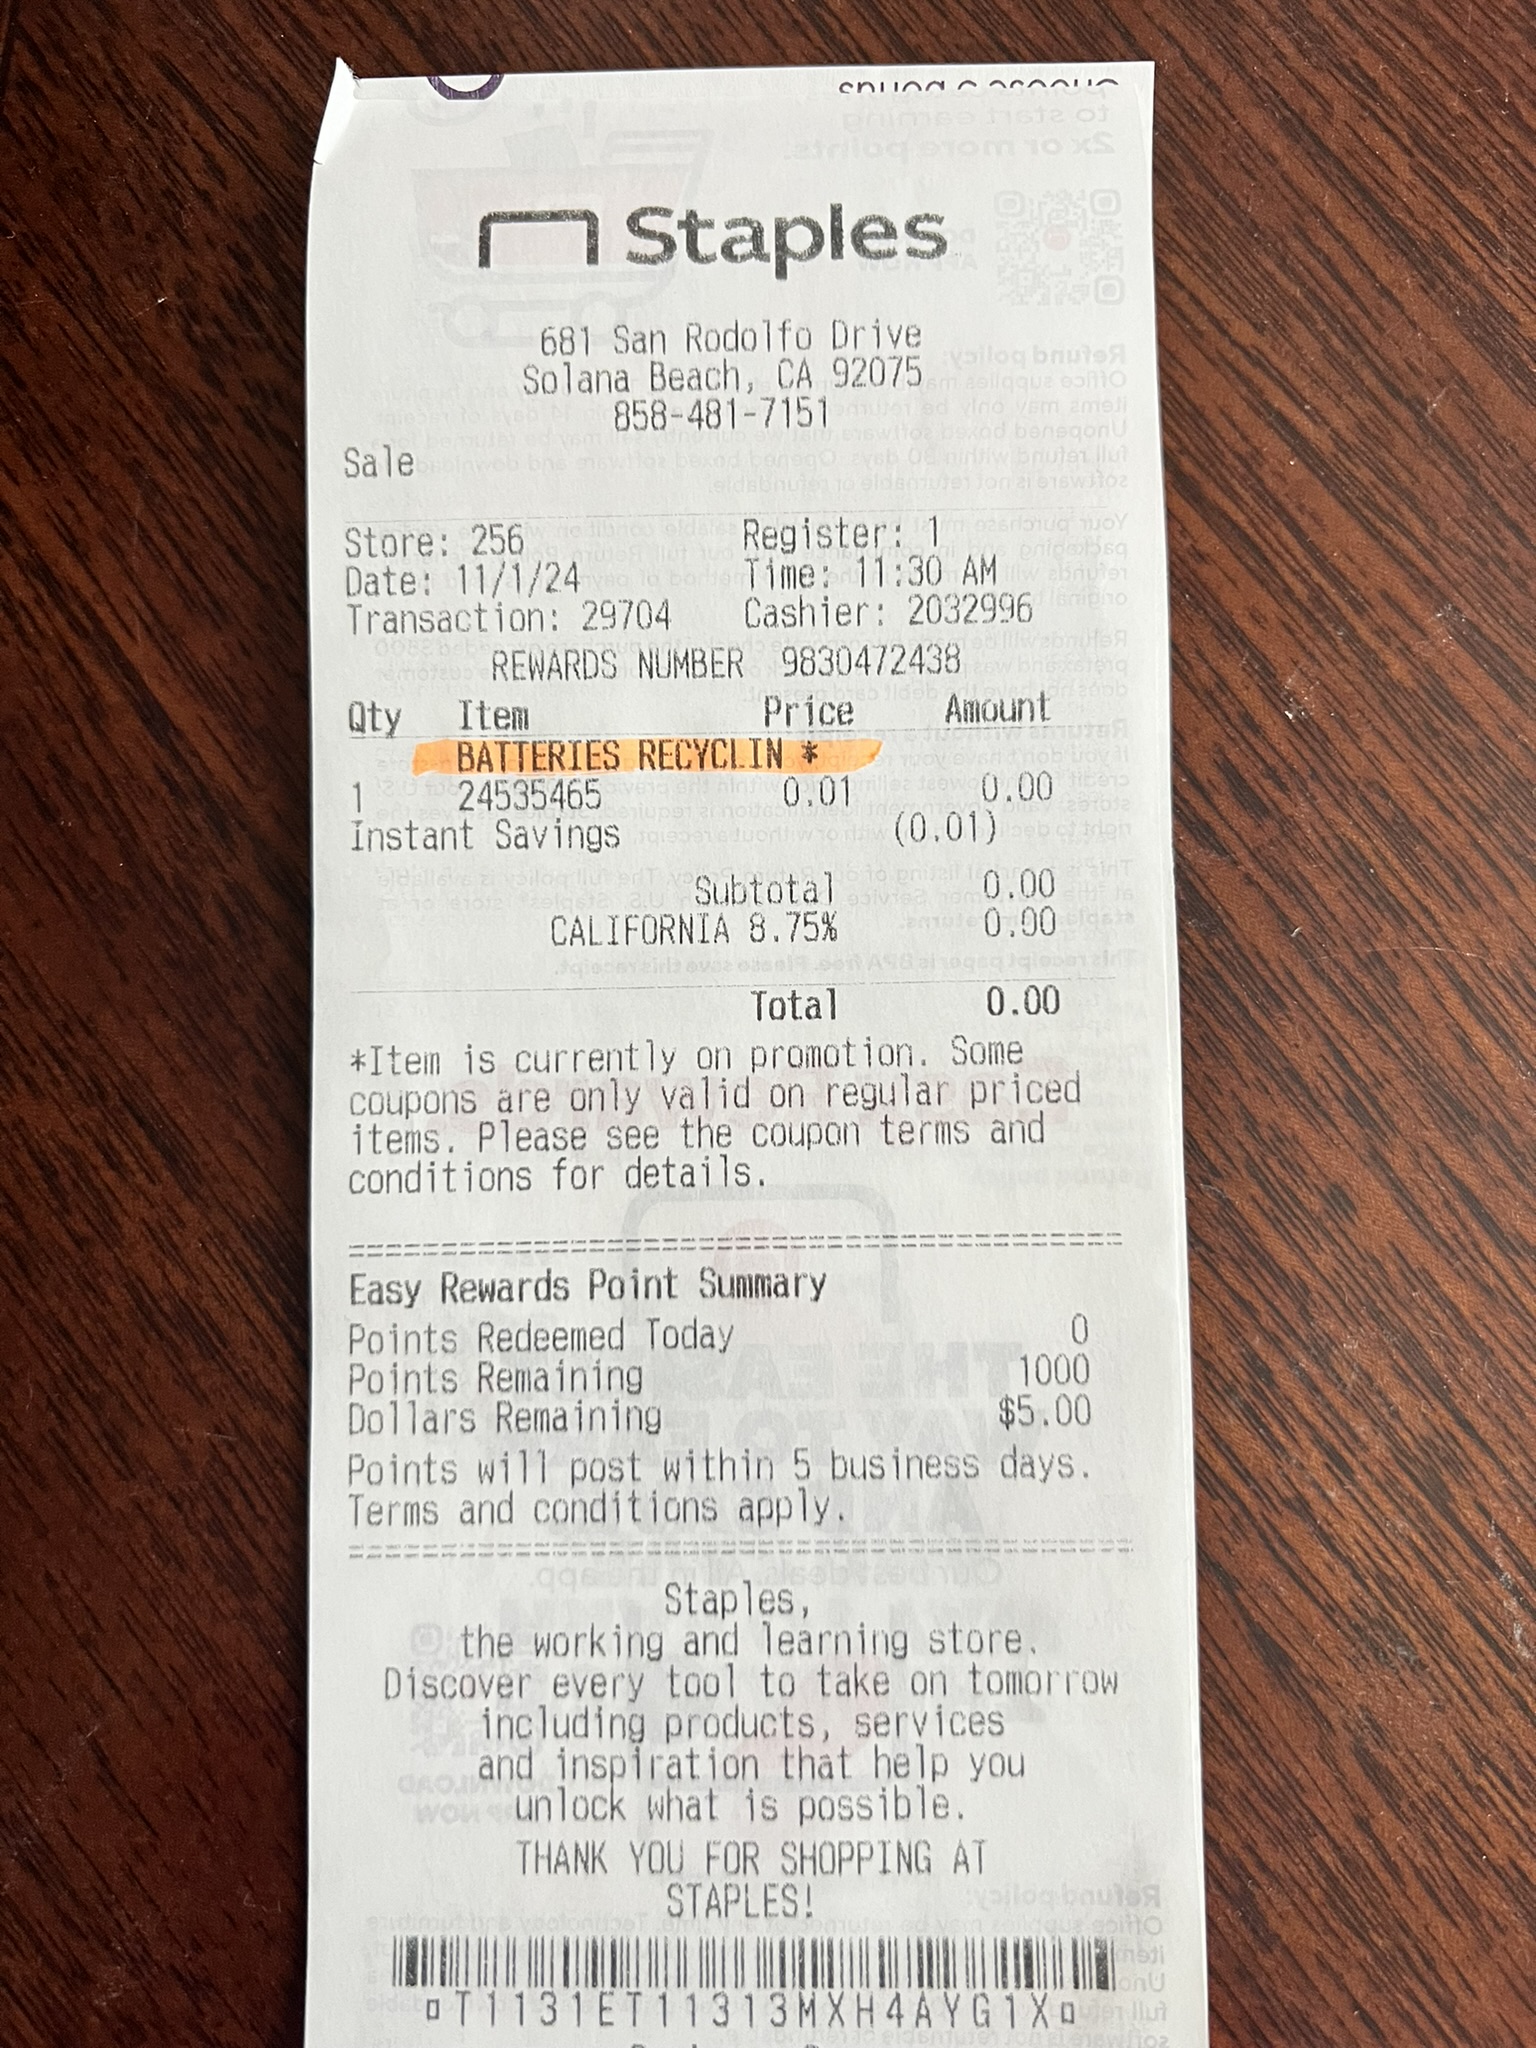 Staples
681 San Rodolfo Drive
Solana Beach, CA 92075
858-481-7151
Sale
Store: 256 Register: 1
Date: 11/1/24 Time: 11:30 AM
Transaction: 29704 Cashier: 2032996
REWARDS NUMBER 9830472438
Qty Item Price Amount
BATTERIES RECYCLIN *
1 24535465 0.01 0.00
Instant Savings (0.01)
Subtotal 0.00
CALIFORNIA 8.75% 0.00
Total 0.00
*Item is currently on promotion. Some
coupons are only valid on regular priced
items. Please see the coupon terms and
conditions for details.
Easy Rewards Point Summary
Points Redeemed Today 0
Points Remaining 1000
Dollars Remaining $5.00
Points will post within 5 business days.
Terms and conditions apply.
Staples,
the working and learning store.
Discover every tool to take on tomorrow
including products, services
and inspiration that help you
unlock what is possible.
THANK YOU FOR SHOPPING AT
STAPLES!
T1131ET11313MXH4AYG1X